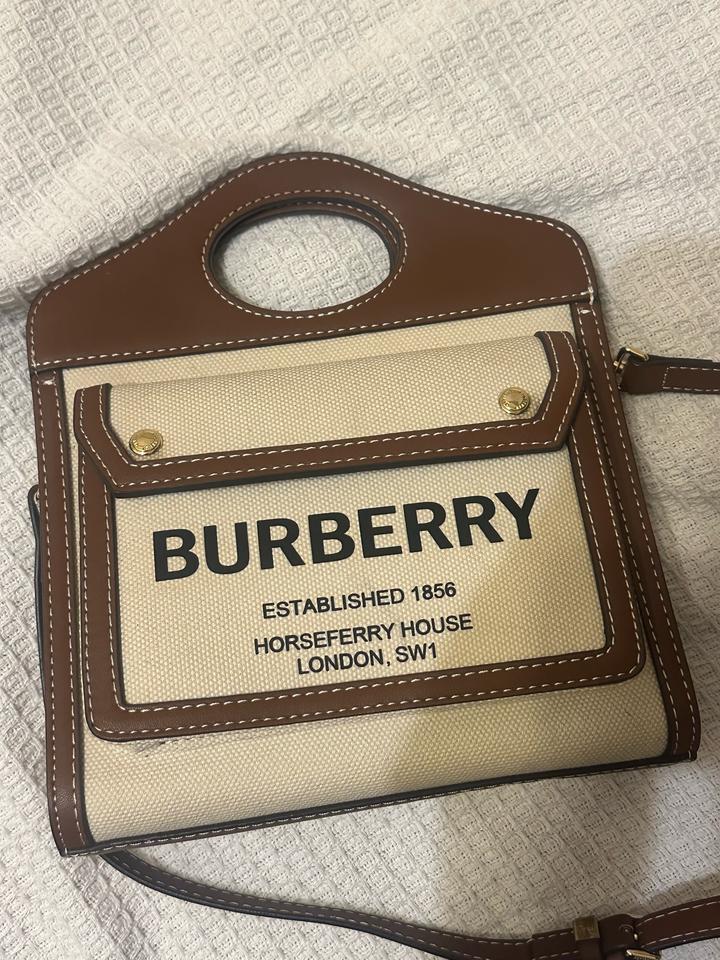 BURBERRY
ESTABLISHED 1856
HORSEFERRY HOUSE
LONDON, SW1